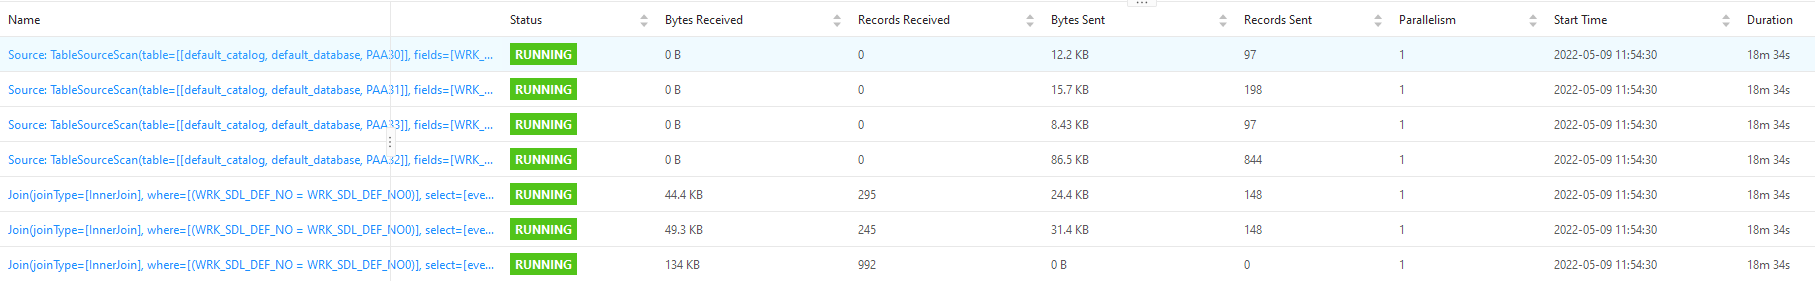 Name Status Bytes Received Records Received Bytes Sent Records Sent Parallelism Start Time Duration
Source: TableSourceScan(table=[[default_catalog, default_database, PAAB0]], fields=[WRK_... RUNNING 0 B 0 12.2 KB 97 1 2022-05-09 11:54:30 18m 34s
Source: TableSourceScan(table=[[default_catalog, default_database, PAAB1]], fields=[WRK_... RUNNING 0 B 0 15.7 KB 198 1 2022-05-09 11:54:30 18m 34s
Source: TableSourceScan(table=[[default_catalog, default_database, PAAB3]], fields=[WRK_... RUNNING 0 B 0 8.43 KB 97 1 2022-05-09 11:54:30 18m 34s
Source: TableSourceScan(table=[[default_catalog, default_database, PAAB2]], fields=[WRK_... RUNNING 0 B 0 86.5 KB 844 1 2022-05-09 11:54:30 18m 34s
Join(joinType=[InnerJoin], where=[(WRK_SDL_DEF_NO = WRK_SDL_DEF_NO0)], select=[eve... RUNNING 44.4 KB 295 24.4 KB 148 1 2022-05-09 11:54:30 18m 34s
Join(joinType=[InnerJoin], where=[(WRK_SDL_DEF_NO = WRK_SDL_DEF_NO0)], select=[eve... RUNNING 49.3 KB 245 31.4 KB 148 1 2022-05-09 11:54:30 18m 34s
Join(joinType=[InnerJoin], where=[(WRK_SDL_DEF_NO = WRK_SDL_DEF_NO0)], select=[eve... RUNNING 134 KB 992 0 B 0 1 2022-05-09 11:54:30 18m 34s